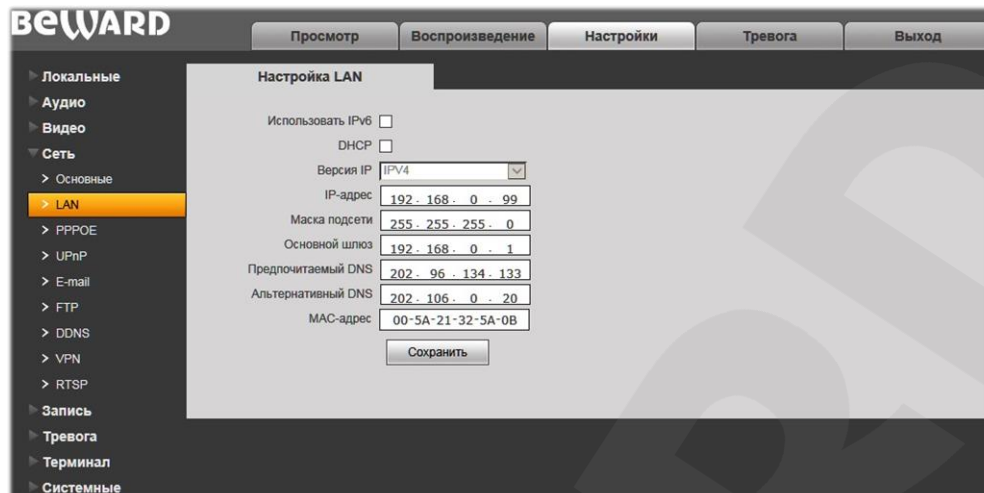 BEWARD
Просмотр Воспроизведение Настройки Тревога Выход
Локальные
Аудио
Видео
Сеть
Основные
LAN
PPPOE
UPnP
E-mail
FTP
DDNS
VPN
RTSP
Запись
Тревога
Терминал
Системные
Настройка LAN
Использовать IPv6
DHCP
Версия IP IPV4
IP-адрес 192 . 168 . 0 . 99
Маска подсети 255 . 255 . 255 . 0
Основной шлюз 192 . 168 . 0 . 1
Предпочитаемый DNS 202 . 96 . 134 . 133
Альтернативный DNS 202 . 106 . 0 . 20
MAC-адрес 00-5A-21-32-5A-0B
Сохранить